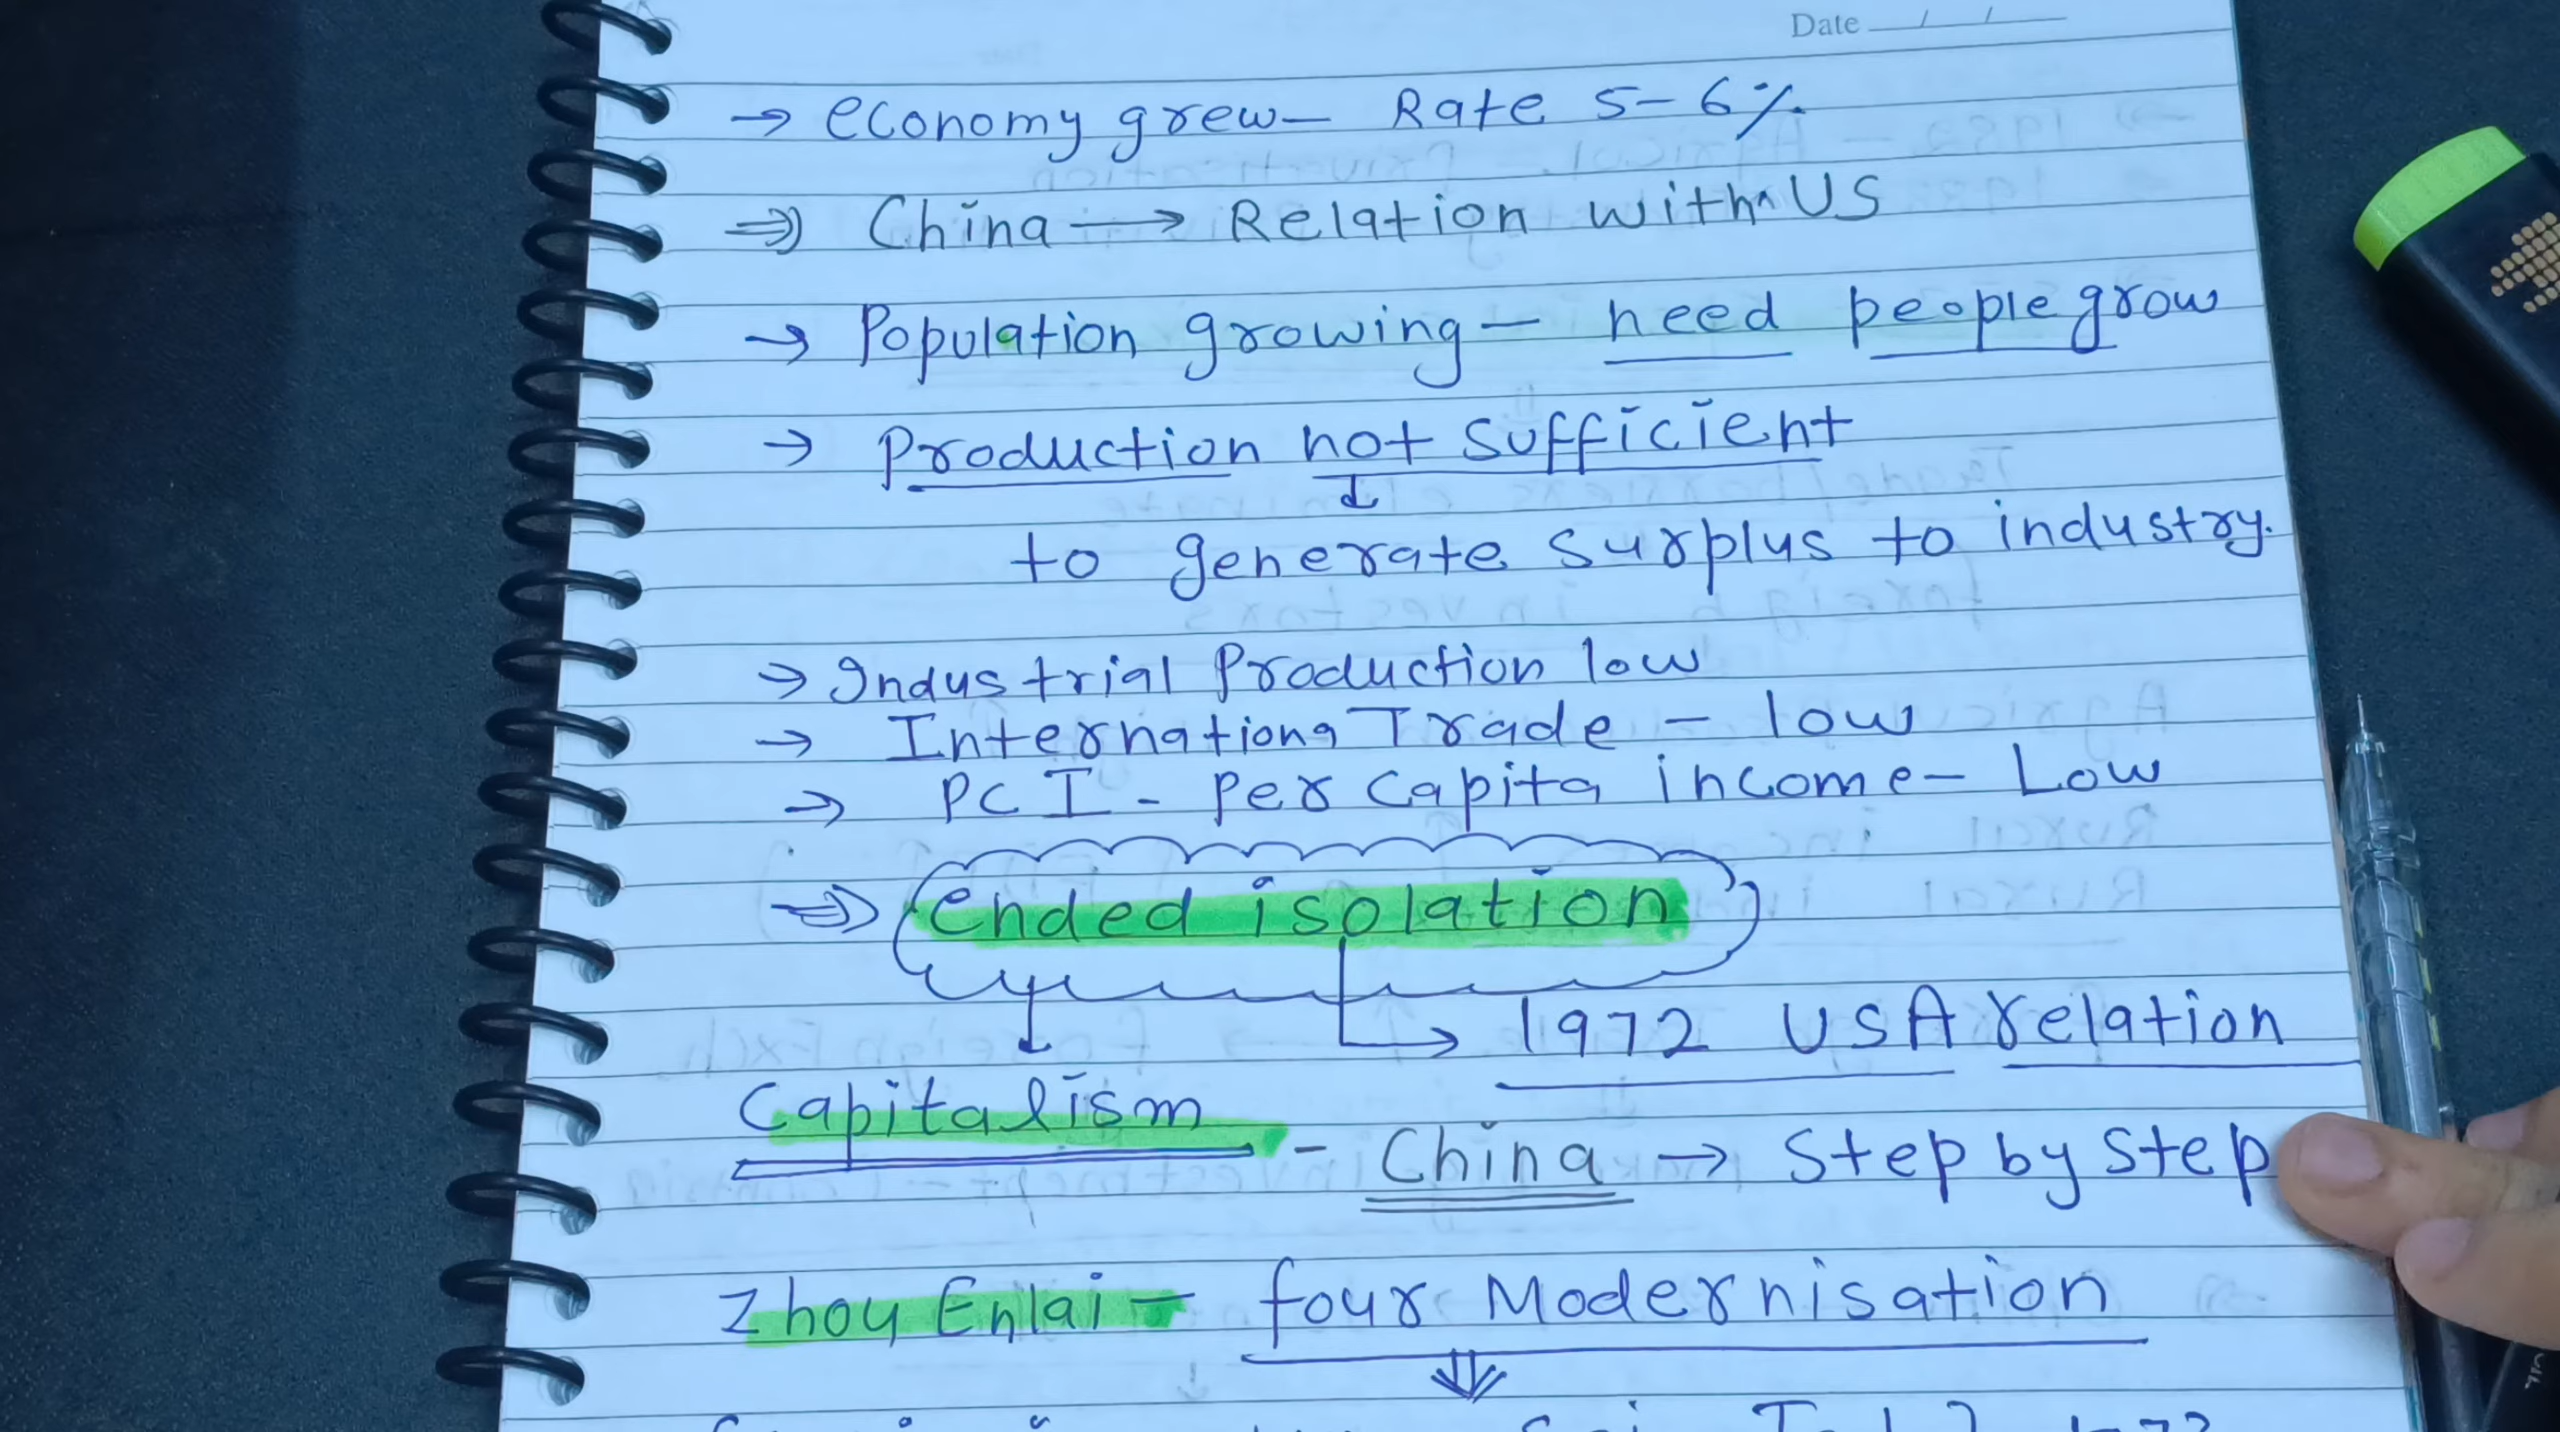 Date / /
→ economy grew — Rate 5-6%
⇒ China → Relation with US
→ Population growing — need people grow
→ Production not sufficient
↓
to generate surplus to industry.
→ Industrial Production low
→ Internationa Trade - low
→ PCI - Per Capita income - Low
⇒ ended isolation
→ 1972 USA relation
Capitalism - China → Step by Step
Zhou Enlai - four Modernisation